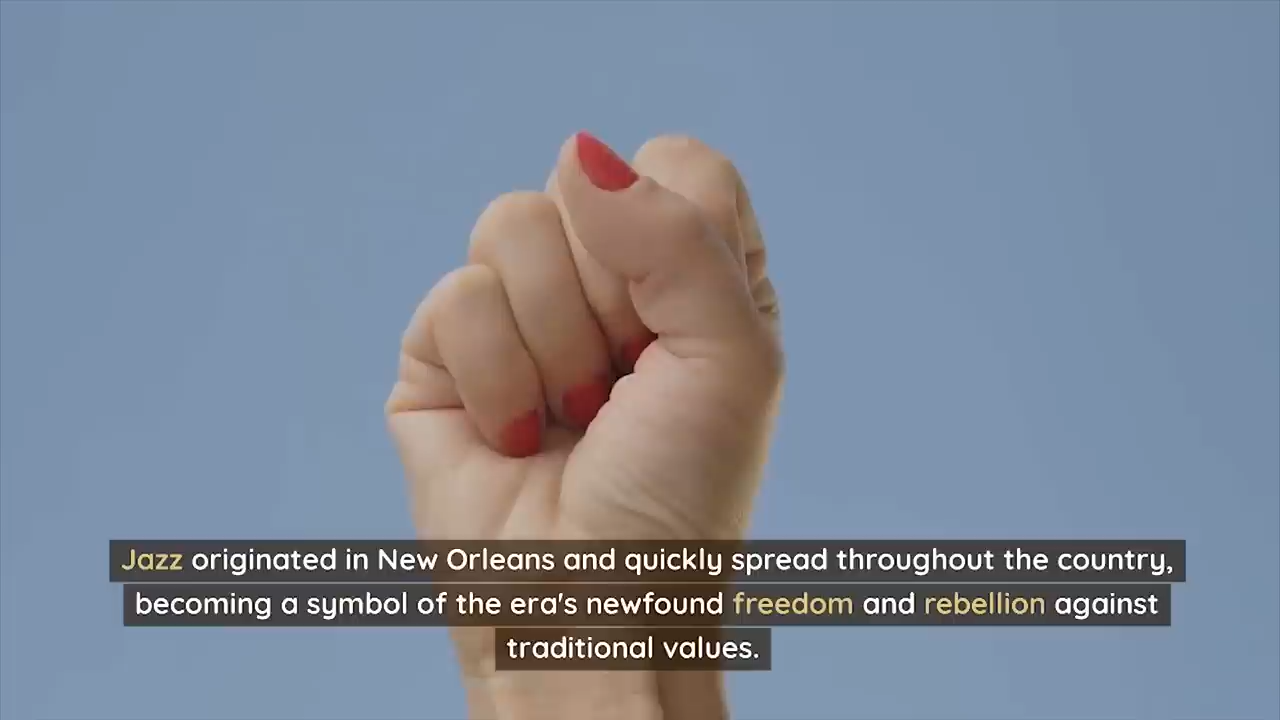 Jazz originated in New Orleans and quickly spread throughout the country,
becoming a symbol of the era's newfound freedom and rebellion against
traditional values.